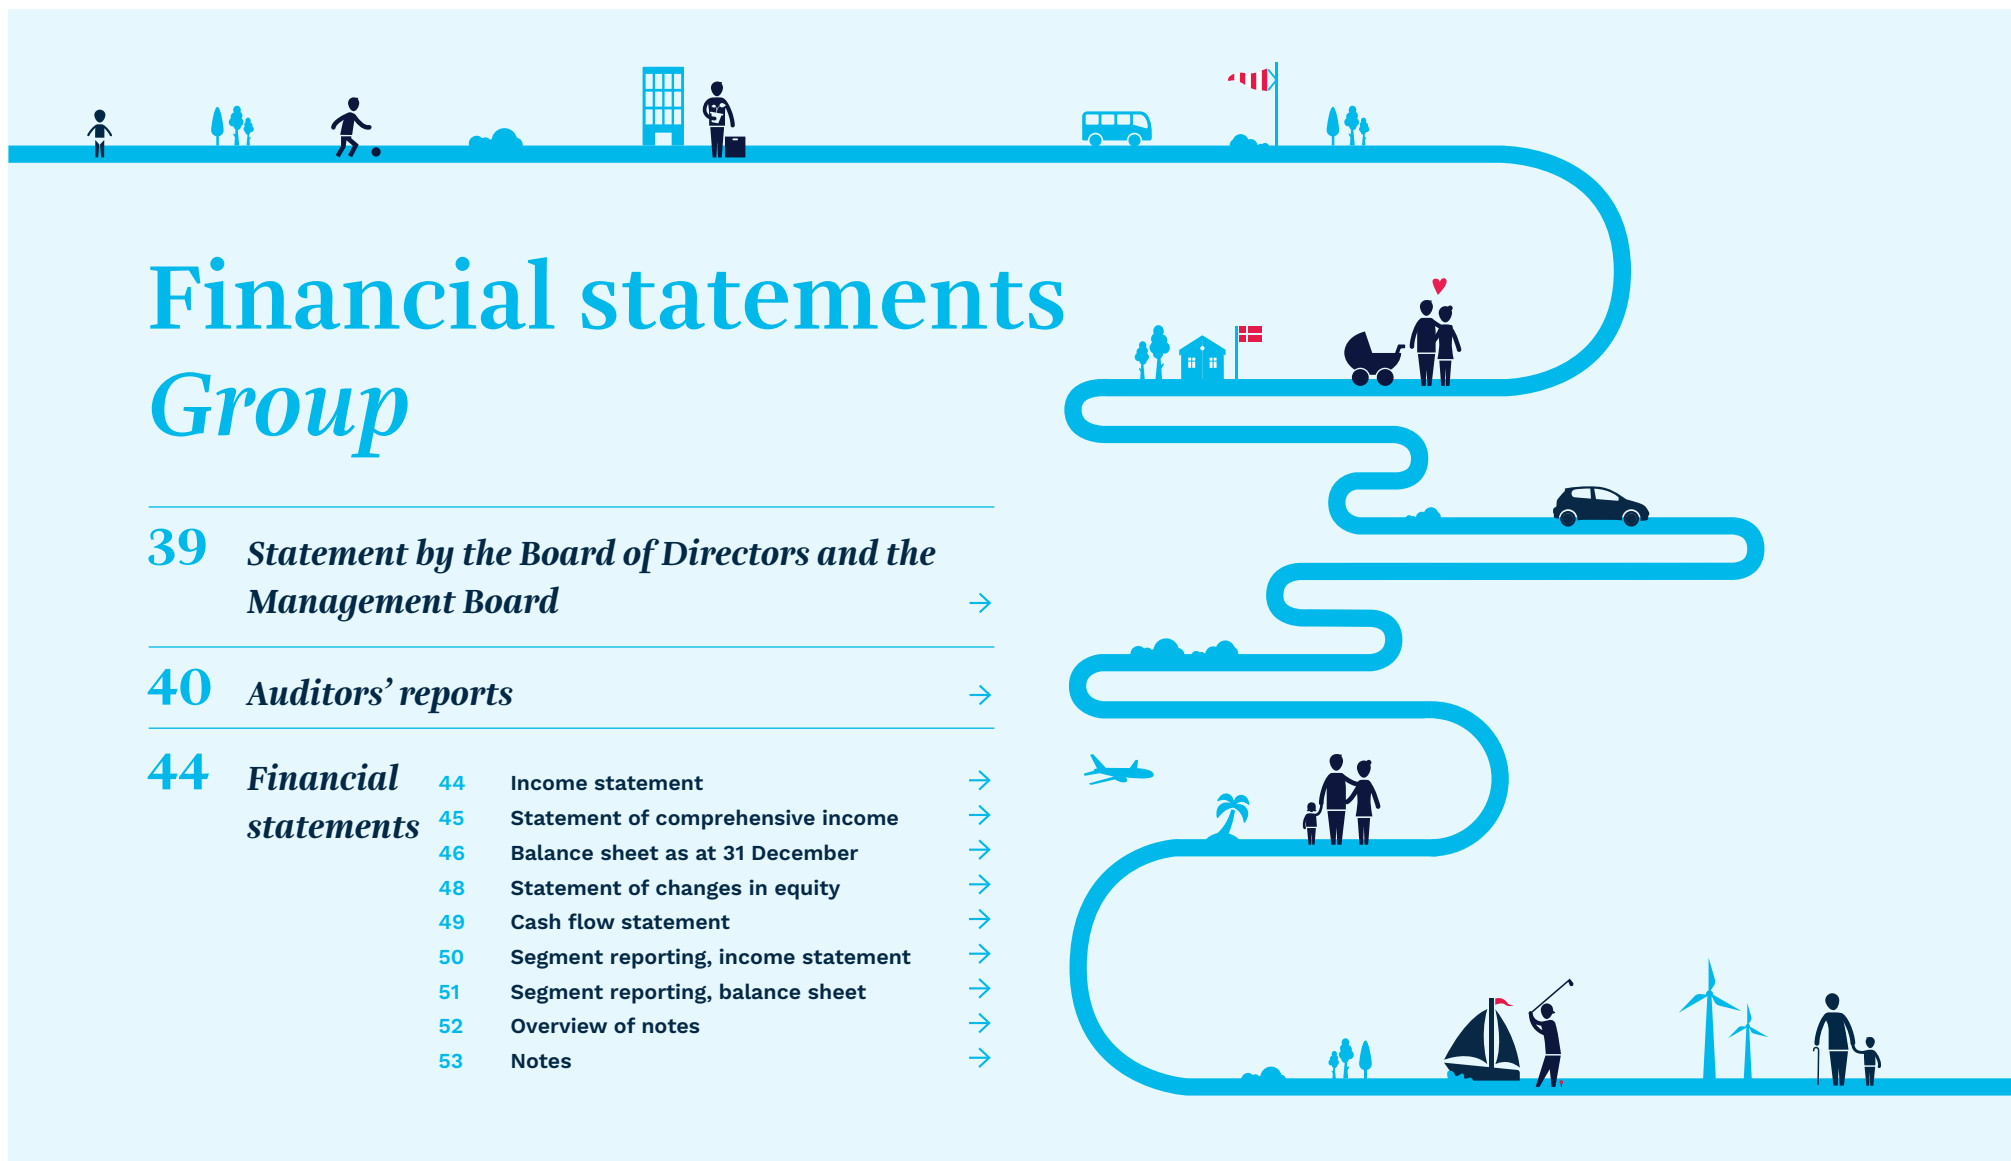 Financial statements
Group
39 Statement by the Board of Directors and the
Management Board
40 Auditors’ reports
44 Financial
statements
44 Income statement
45 Statement of comprehensive income
46 Balance sheet as at 31 December
48 Statement of changes in equity
49 Cash flow statement
50 Segment reporting, income statement
51 Segment reporting, balance sheet
52 Overview of notes
53 Notes